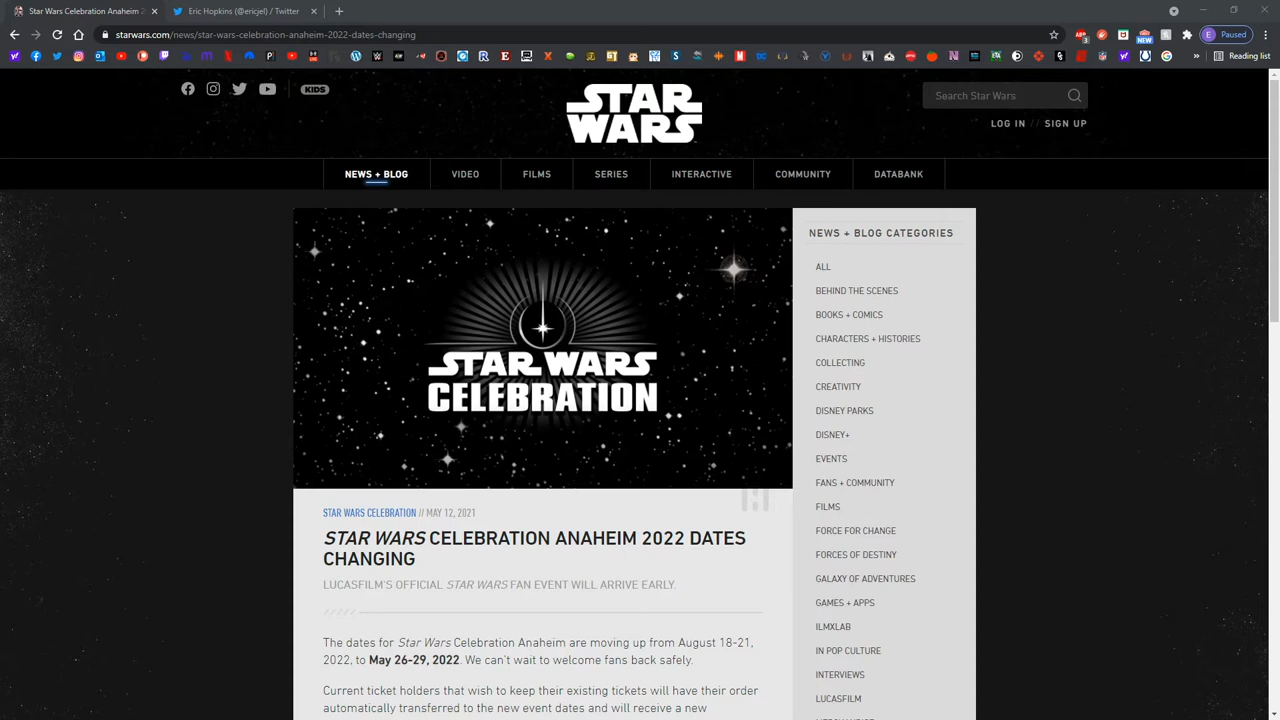 Star Wars Celebration Anaheim 2
Eric Hopkins (@ericjel) / Twitter
starwars.com/news/star-wars-celebration-anaheim-2022-dates-changing
E
Paused
Reading list
KIDS
STAR
WARS
Search Star Wars
LOG IN // SIGN UP
NEWS + BLOG
VIDEO
FILMS
SERIES
INTERACTIVE
COMMUNITY
DATABANK
STAR WARS
CELEBRATION
STAR WARS CELEBRATION // MAY 12, 2021
STAR WARS CELEBRATION ANAHEIM 2022 DATES
CHANGING
LUCASFILM'S OFFICIAL STAR WARS FAN EVENT WILL ARRIVE EARLY.
The dates for Star Wars Celebration Anaheim are moving up from August 18-21,
2022, to May 26-29, 2022. We can't wait to welcome fans back safely.
Current ticket holders that wish to keep their existing tickets will have their order
automatically transferred to the new event dates and will receive a new
NEWS + BLOG CATEGORIES
ALL
BEHIND THE SCENES
BOOKS + COMICS
CHARACTERS + HISTORIES
COLLECTING
CREATIVITY
DISNEY PARKS
DISNEY+
EVENTS
FANS + COMMUNITY
FILMS
FORCE FOR CHANGE
FORCES OF DESTINY
GALAXY OF ADVENTURES
GAMES + APPS
ILMXLAB
IN POP CULTURE
INTERVIEWS
LUCASFILM